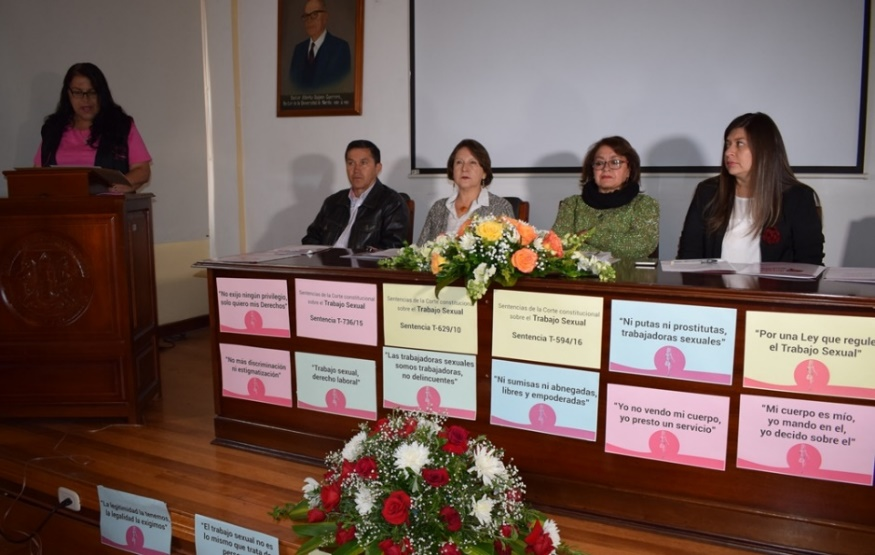 "No exijo ningún privilegio,
solo quiero mis Derechos"
Sentencias de la Corte constitucional
sobre el Trabajo Sexual
Sentencia T-736/15
Sentencias de la Corte constitucional
sobre el Trabajo Sexual
Sentencia T-629/10
Sentencias de la Corte constitucional
sobre el Trabajo Sexual
Sentencia T-594/16
"Ni putas ni prostitutas,
trabajadoras sexuales"
"Por una Ley que regule
el Trabajo Sexual"
"No más discriminación
ni estigmatización"
"Trabajo sexual,
derecho laboral"
"Las trabajadoras sexuales
somos trabajadoras,
no delincuentes"
"Ni sumisas ni abnegadas,
libres y empoderadas"
"Yo no vendo mi cuerpo,
yo presto un servicio"
"Mi cuerpo es mío,
yo mando en el,
yo decido sobre el"
"La legitimidad la tenemos,
la legalidad la exigimos"
"El trabajo sexual no es
lo mismo que trata de